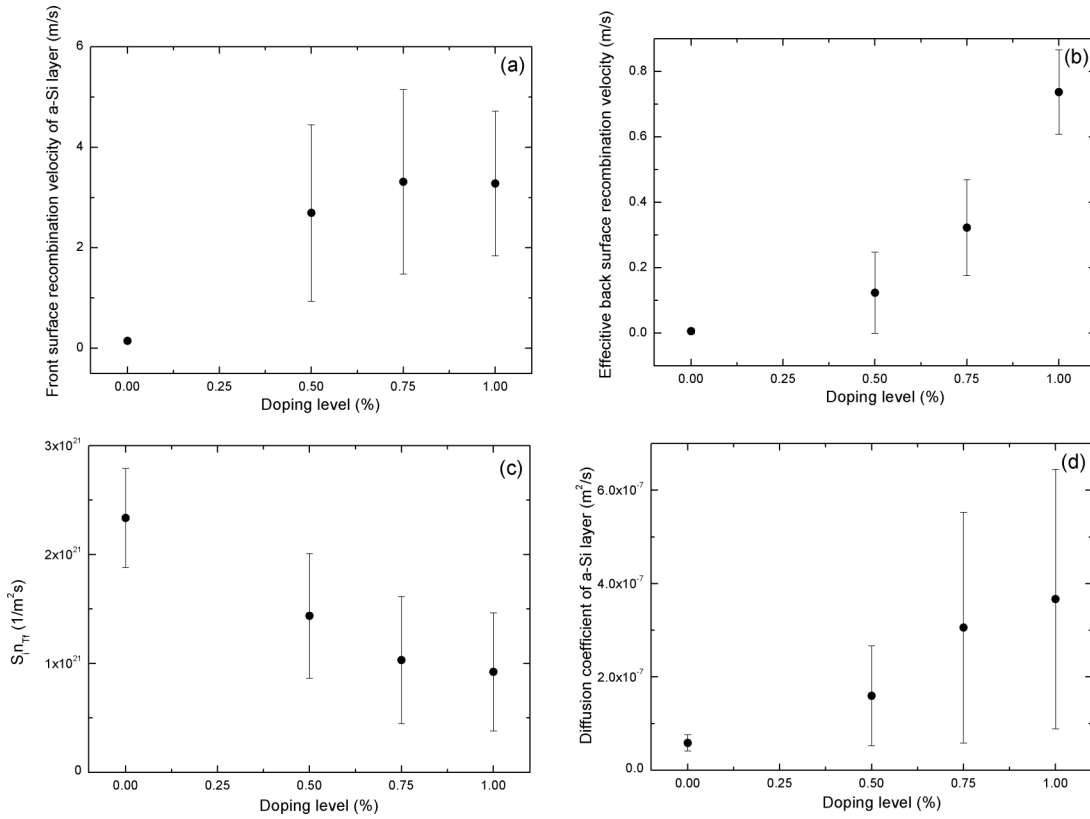 (a)
Front surface recombination velocity of a-Si layer (m/s)
6
4
2
0
0.00 0.25 0.50 0.75 1.00
Doping level (%)
(b)
Effecitive back surface recombination velocity (m/s)
0.8
0.6
0.4
0.2
0.0
0.00 0.25 0.50 0.75 1.00
Doping level (%)
(c)
Sᵢn_Tf (1/m²s)
3x10²¹
2x10²¹
1x10²¹
0
0.00 0.25 0.50 0.75 1.00
Doping level (%)
(d)
Diffusion coefficient of a-Si layer (m²/s)
6.0x10⁻⁷
4.0x10⁻⁷
2.0x10⁻⁷
0.0
0.00 0.25 0.50 0.75 1.00
Doping level (%)